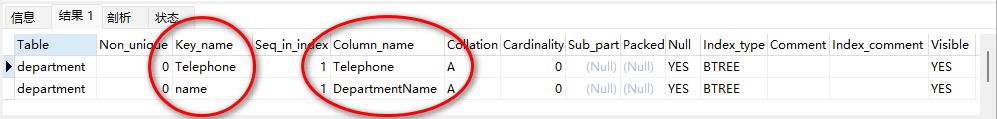 信息 结果 1 剖析 状态
Table Non_unique Key_name Seq_in_index Column_name Collation Cardinality Sub_part Packed Null Index_type Comment Index_comment Visible
department 0 Telephone 1 Telephone A 0 (Null) (Null) YES BTREE YES
department 0 name 1 DepartmentName A 0 (Null) (Null) YES BTREE YES